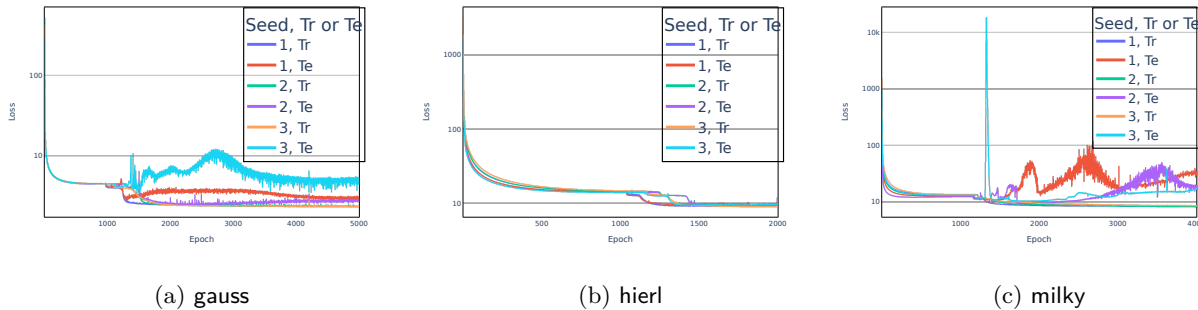 Seed, Tr or Te
1, Tr
1, Te
2, Tr
2, Te
3, Tr
3, Te
100
10
Loss
1000
2000
3000
4000
5000
Epoch
(a) gauss
Seed, Tr or Te
1, Tr
1, Te
2, Tr
2, Te
3, Tr
3, Te
1000
100
10
Loss
500
1000
1500
2000
Epoch
(b) hierl
Seed, Tr or Te
1, Tr
1, Te
2, Tr
2, Te
3, Tr
3, Te
10k
1000
100
10
Loss
1000
2000
3000
400
Epoch
(c) milky